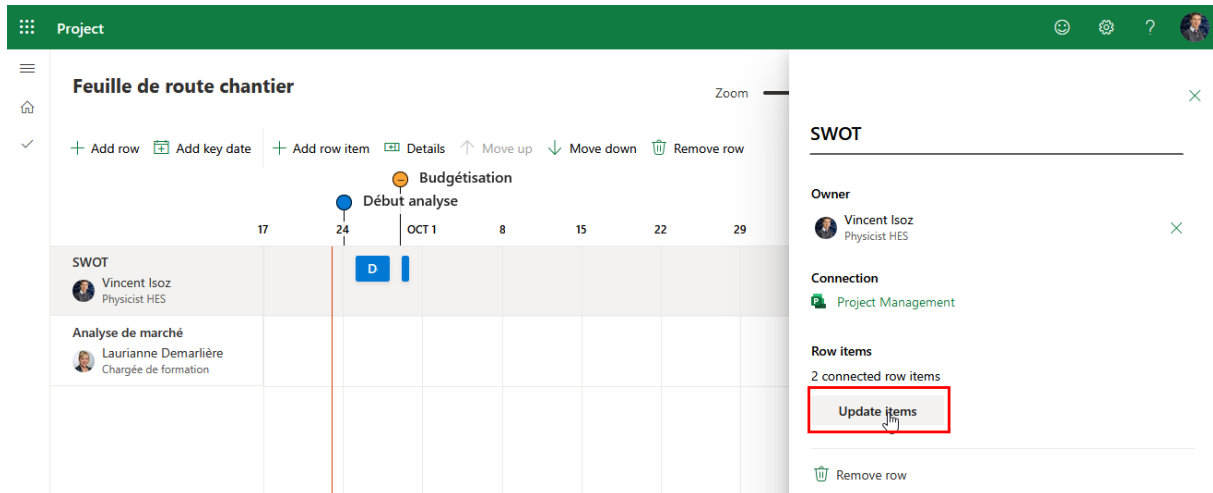 Project
?
Feuille de route chantier
Zoom
Add row Add key date Add row item Details Move up Move down Remove row
Budgétisation
Début analyse
17 24 OCT 1 8 15 22 29
SWOT
Vincent Isoz
Physicist HES
D
Analyse de marché
Laurianne Demarlière
Chargée de formation
SWOT
Owner
Vincent Isoz
Physicist HES
Connection
Project Management
Row items
2 connected row items
Update items
Remove row